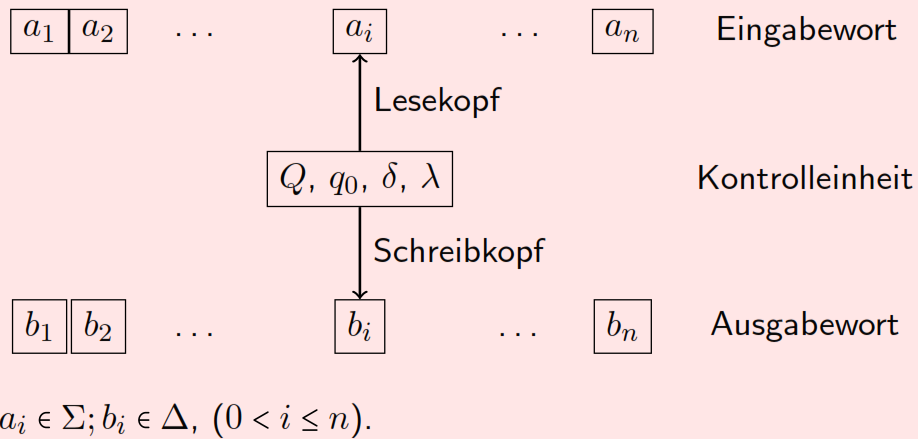 a₁ a₂ ... aᵢ ... aₙ Eingabewort
Lesekopf
Q, q₀, δ, λ Kontrolleinheit
Schreibkopf
b₁ b₂ ... bᵢ ... bₙ Ausgabewort
aᵢ ∈ Σ; bᵢ ∈ Δ, (0 < i ≤ n).